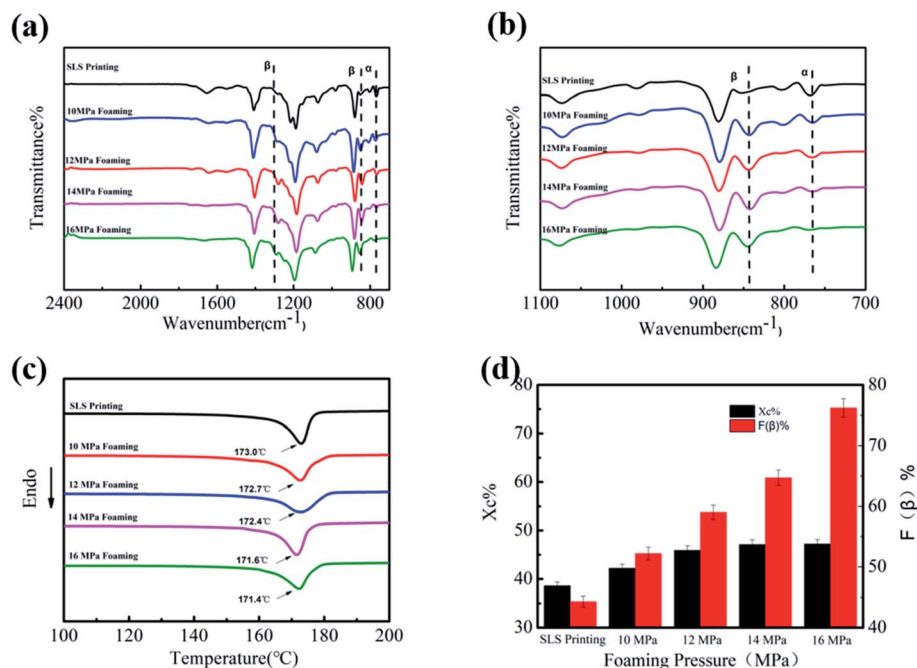 (a)
β
β
α
SLS Printing
10MPa Foaming
12MPa Foaming
14MPa Foaming
16MPa Foaming
Transmittance%
2400
2000
1600
1200
800
Wavenumber(cm⁻¹)
(b)
β
α
SLS Printing
10MPa Foaming
12MPa Foaming
14MPa Foaming
16MPa Foaming
Transmittance%
1100
1000
900
800
700
Wavenumber(cm⁻¹)
(c)
SLS Printing
173.0℃
10 MPa Foaming
172.7℃
12 MPa Foaming
172.4℃
14 MPa Foaming
171.6℃
16 MPa Foaming
171.4℃
Endo
100
120
140
160
180
200
Temperature(℃)
(d)
80
75
70
65
60
55
50
45
40
35
30
Xc%
Xc%
F(β)%
80
70
60
50
40
F (β) %
SLS Printing
10 MPa
12 MPa
14 MPa
16 MPa
Foaming Pressure (MPa)